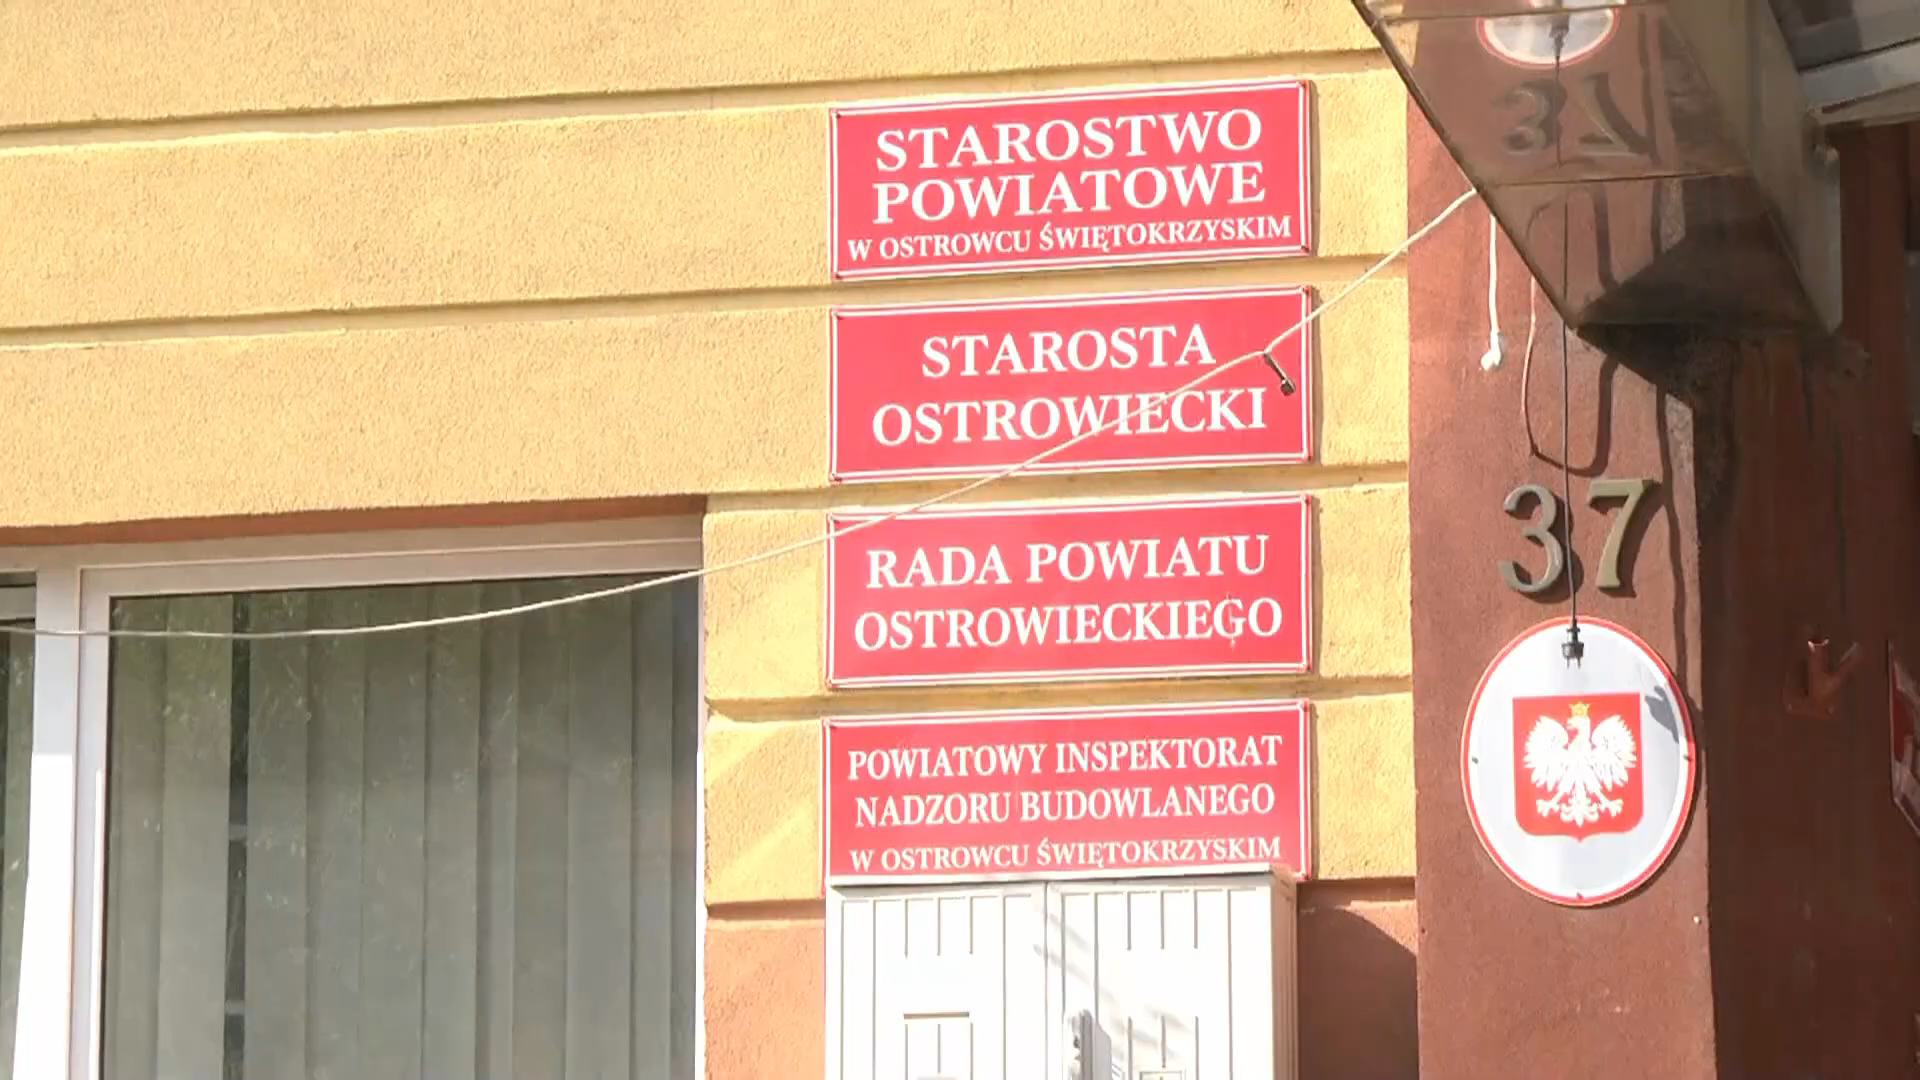 STAROSTWO
POWIATOWE
W OSTROWCU ŚWIĘTOKRZYSKIM
STAROSTA
OSTROWIECKI
RADA POWIATU
OSTROWIECKIEGO
POWIATOWY INSPEKTORAT
NADZORU BUDOWLANEGO
W OSTROWCU ŚWIĘTOKRZYSKIM
37